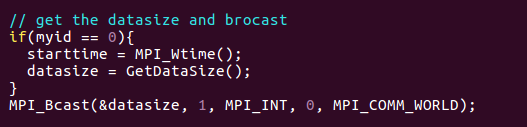 // get the datasize and brocast
if(myid == 0){
  starttime = MPI_Wtime();
  datasize = GetDataSize();
}
MPI_Bcast(&datasize, 1, MPI_INT, 0, MPI_COMM_WORLD);